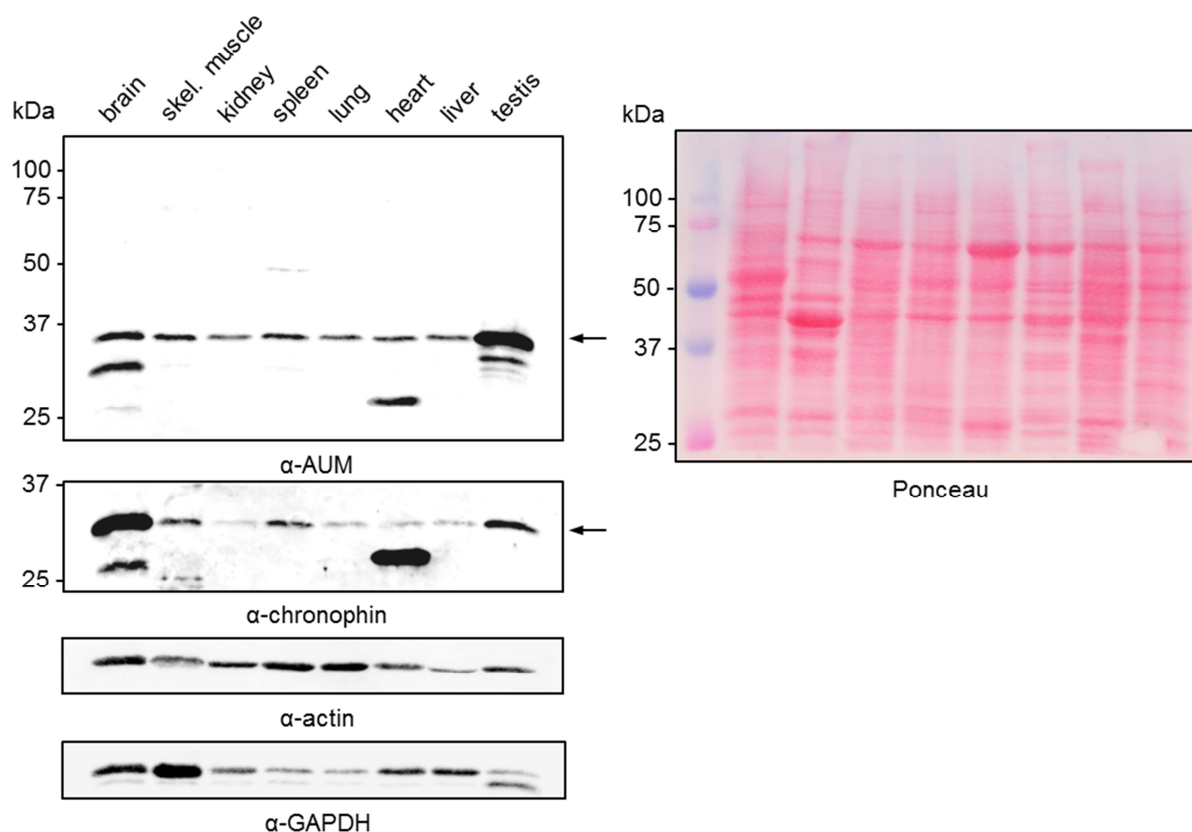 brain
skel. muscle
kidney
spleen
lung
heart
liver
testis
kDa
100
75
50
37
25
α-AUM
37
25
α-chronophin
α-actin
α-GAPDH
kDa
100
75
50
37
25
Ponceau